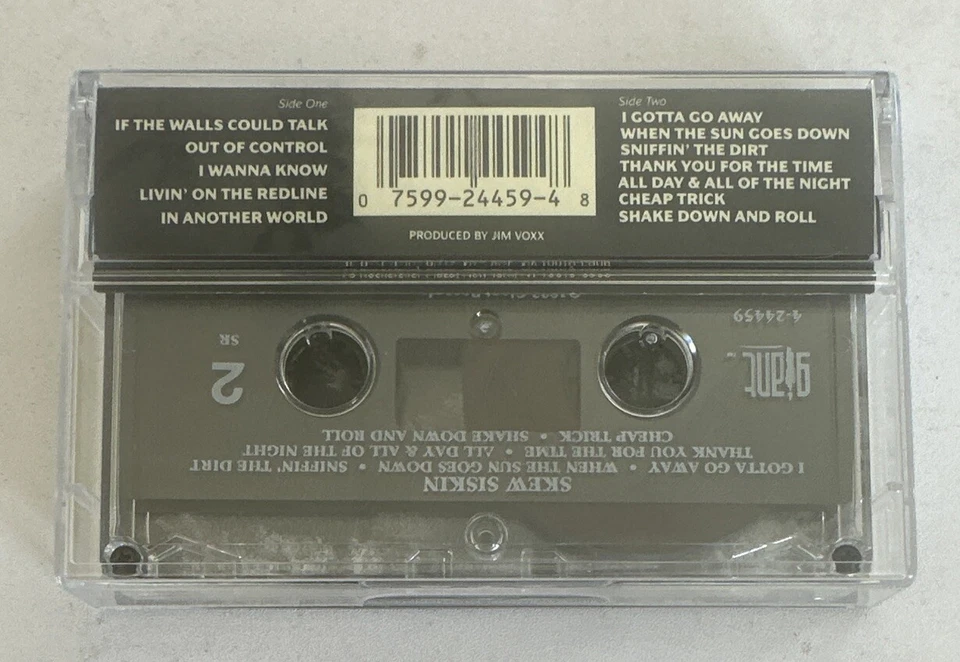 Side One
IF THE WALLS COULD TALK
OUT OF CONTROL
I WANNA KNOW
LIVIN' ON THE REDLINE
IN ANOTHER WORLD
0 7599-24459-4 8
PRODUCED BY JIM VOXX
Side Two
I GOTTA GO AWAY
WHEN THE SUN GOES DOWN
SNIFFIN' THE DIRT
THANK YOU FOR THE TIME
ALL DAY & ALL OF THE NIGHT
CHEAP TRICK
SHAKE DOWN AND ROLL
SKEW SISKIN
I GOTTA GO AWAY • WHEN THE SUN GOES DOWN • SNIFFIN' THE DIRT
THANK YOU FOR THE TIME • ALL DAY & ALL OF THE NIGHT
CHEAP TRICK • SHAKE DOWN AND ROLL
giant™
2
SR
4-24459